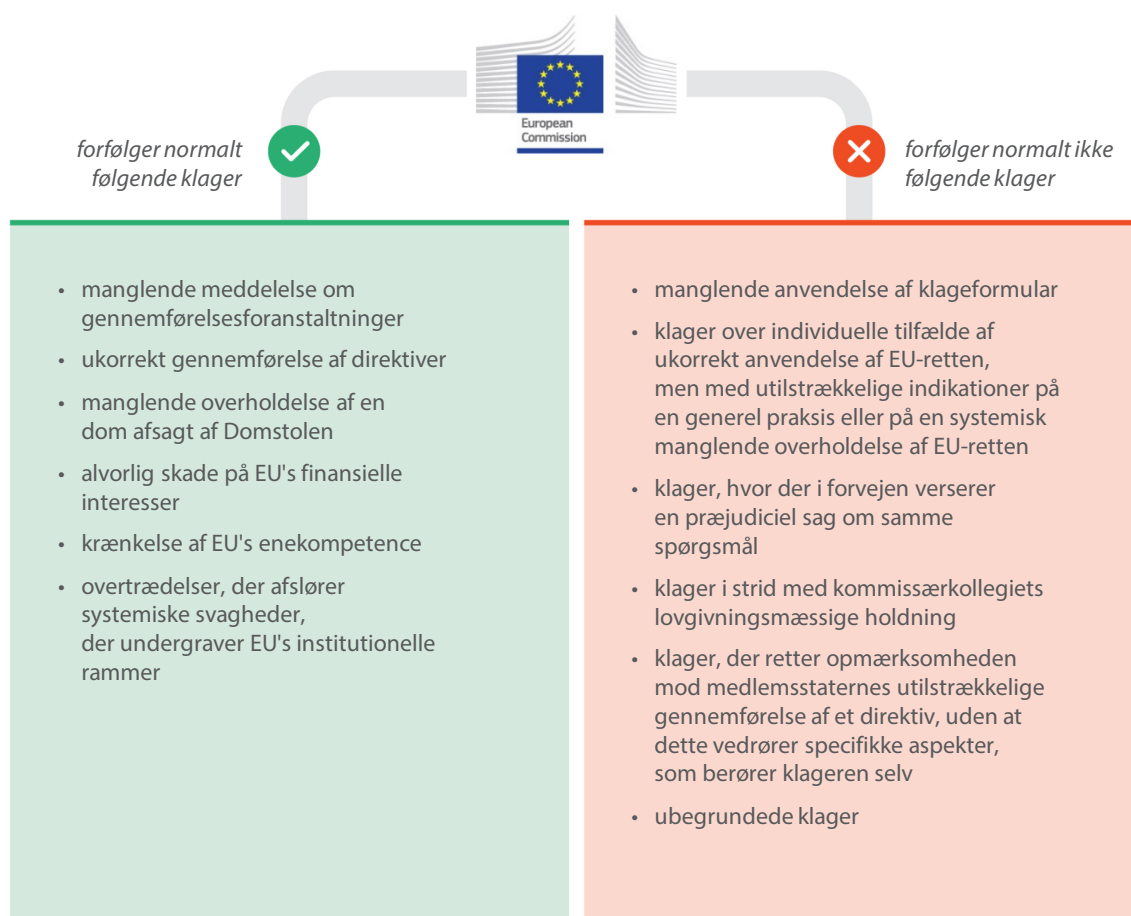 European
Commission
forfølger normalt
følgende klager
forfølger normalt ikke
følgende klager
• manglende meddelelse om
gennemførelsesforanstaltninger
• ukorrekt gennemførelse af direktiver
• manglende overholdelse af en
dom afsagt af Domstolen
• alvorlig skade på EU's finansielle
interesser
• krænkelse af EU's enekompetence
• overtrædelser, der afslører
systemiske svagheder,
der undergraver EU's institutionelle
rammer
• manglende anvendelse af klageformular
• klager over individuelle tilfælde af
ukorrekt anvendelse af EU-retten,
men med utilstrækkelige indikationer på
en generel praksis eller på en systemisk
manglende overholdelse af EU-retten
• klager, hvor der i forvejen verserer
en præjudiciel sag om samme
spørgsmål
• klager i strid med kommissærkollegiets
lovgivningsmæssige holdning
• klager, der retter opmærksomheden
mod medlemsstaternes utilstrækkelige
gennemførelse af et direktiv, uden at
dette vedrører specifikke aspekter,
som berører klageren selv
• ubegrundede klager